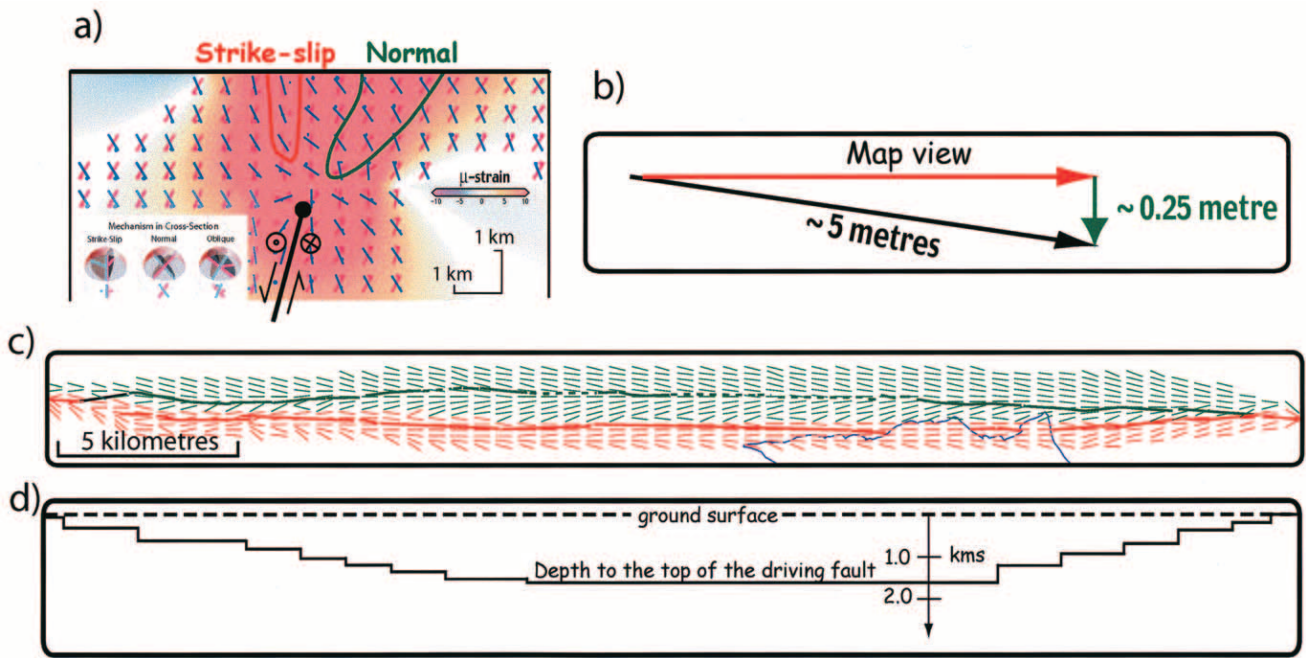 a)
Strike-slip Normal
μ-strain
-10 -5 0 5 10
Mechanism in Cross-Section
Strike-Slip Normal Oblique
1 km
1 km
b)
Map view
~ 5 metres
~ 0.25 metre
c)
5 kilometres
d)
ground surface
1.0 kms
Depth to the top of the driving fault
2.0